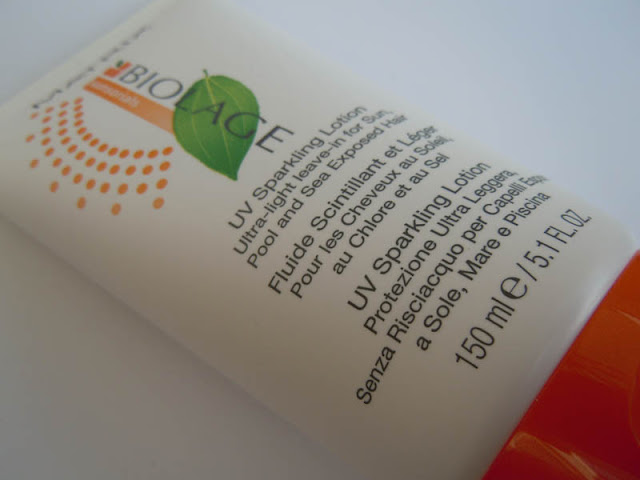 BIOLAGE
UV Sparkling Lotion
Ultra-light leave-in for Sun,
Pool and Sea Exposed Hair
Fluide Scintillant et Léger
Pour les Cheveux au Soleil,
au Chlore et au Sel
UV Sparkling Lotion
Protezione Ultra Leggera,
Senza Risciacquo per Capelli
a Sole, Mare e Piscina
150 ml e / 5.1 FL.OZ.